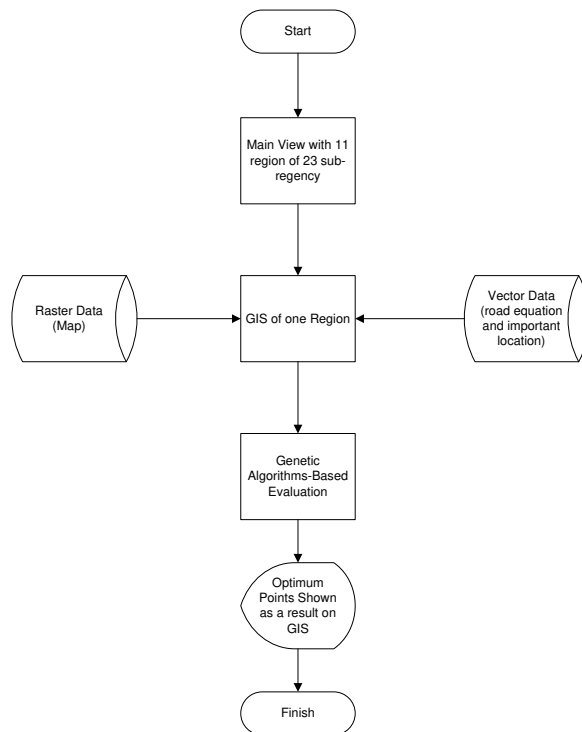 Start
Main View with 11
region of 23 sub-
regency
Raster Data
(Map)
GIS of one Region
Vector Data
(road equation
and important
location)
Genetic
Algorithms-Based
Evaluation
Optimum
Points Shown
as a result on
GIS
Finish